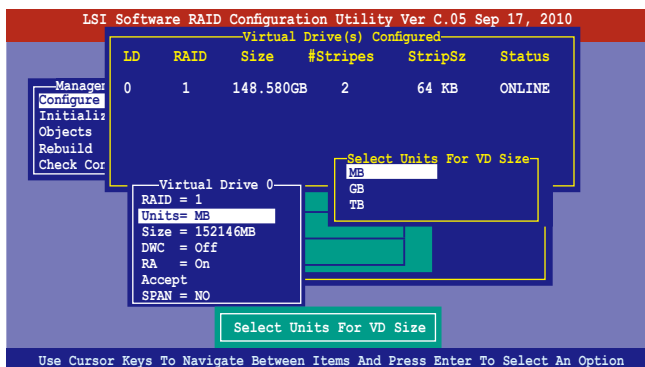 LSI Software RAID Configuration Utility Ver C.05 Sep 17, 2010
Virtual Drive(s) Configured
LD RAID Size #Stripes StripSz Status
0 1 148.580GB 2 64 KB ONLINE
Manager
Configure
Initializ
Objects
Rebuild
Check Con
Select Units For VD Size
MB
GB
TB
Virtual Drive 0
RAID = 1
Units= MB
Size = 152146MB
DWC = Off
RA = On
Accept
SPAN = NO
Select Units For VD Size
Use Cursor Keys To Navigate Between Items And Press Enter To Select An Option